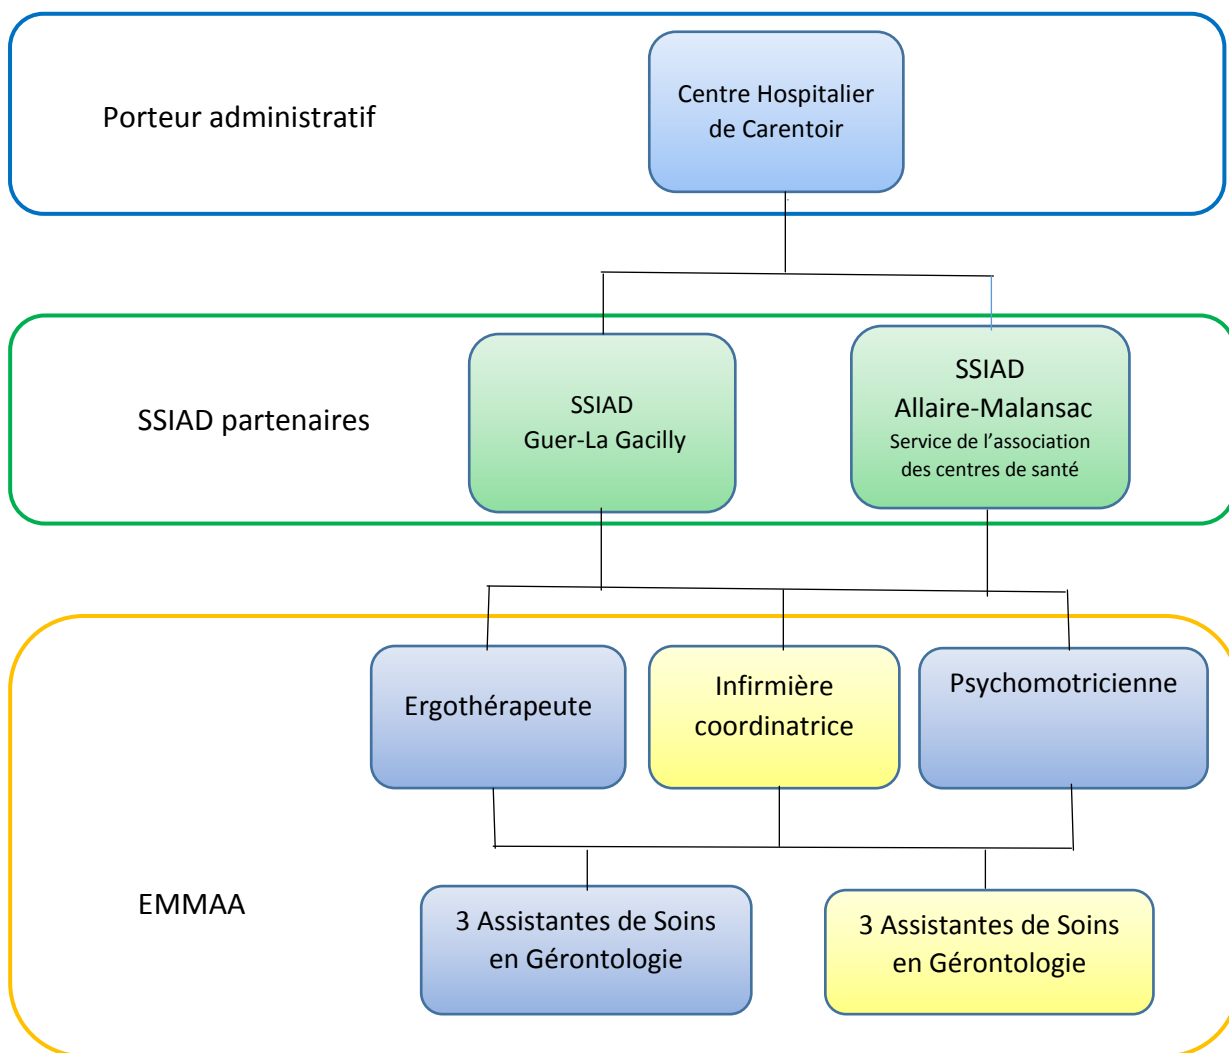 Porteur administratif
Centre Hospitalier
de Carentoir
SSIAD partenaires
SSIAD
Guer-La Gacilly
SSIAD
Allaire-Malansac
Service de l’association
des centres de santé
Ergothérapeute
Infirmière
coordinatrice
Psychomotricienne
EMMAA
3 Assistantes de Soins
en Gérontologie
3 Assistantes de Soins
en Gérontologie